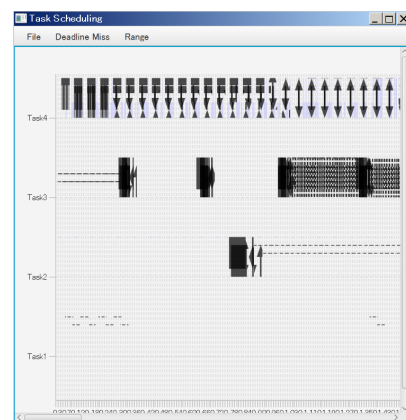 Task Scheduling
File Deadline Miss Range
Task4
Task3
Task2
Task1